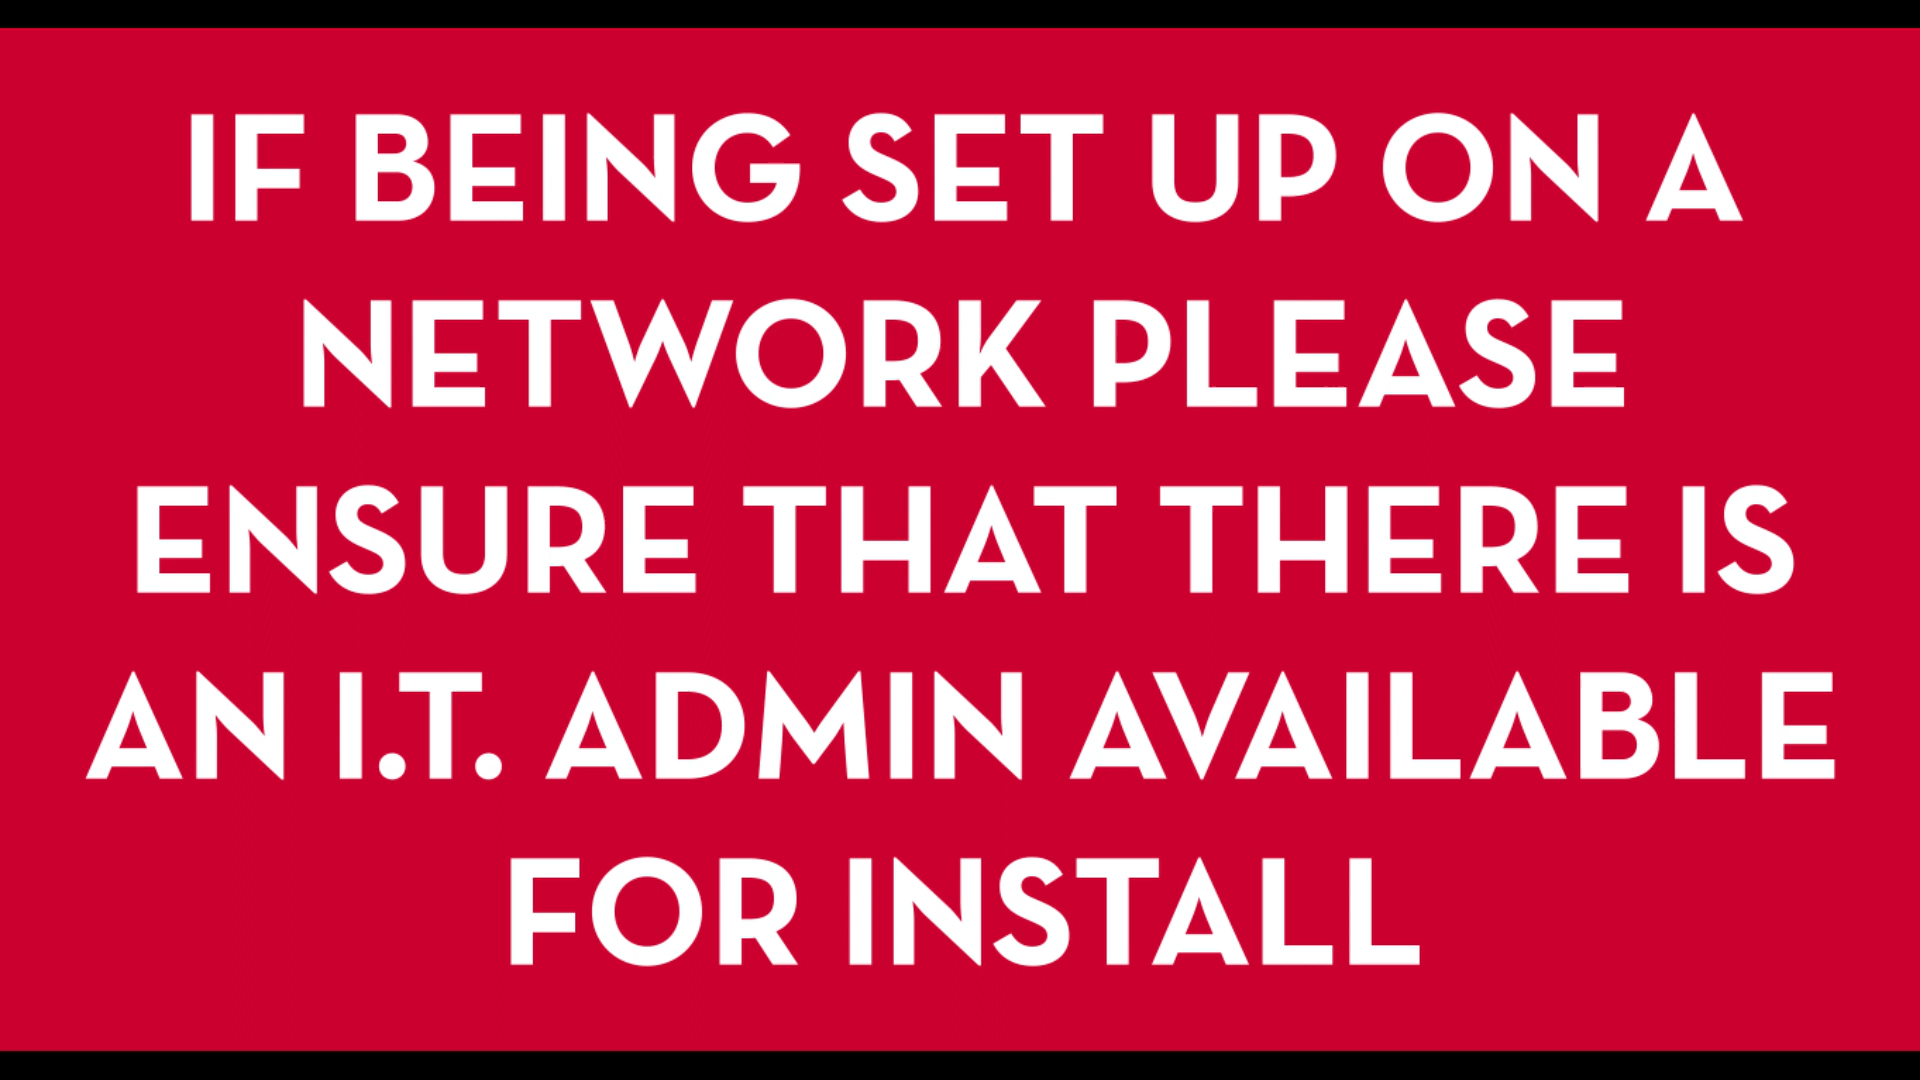 IF BEING SET UP ON A
NETWORK PLEASE
ENSURE THAT THERE IS
AN I.T. ADMIN AVAILABLE
FOR INSTALL